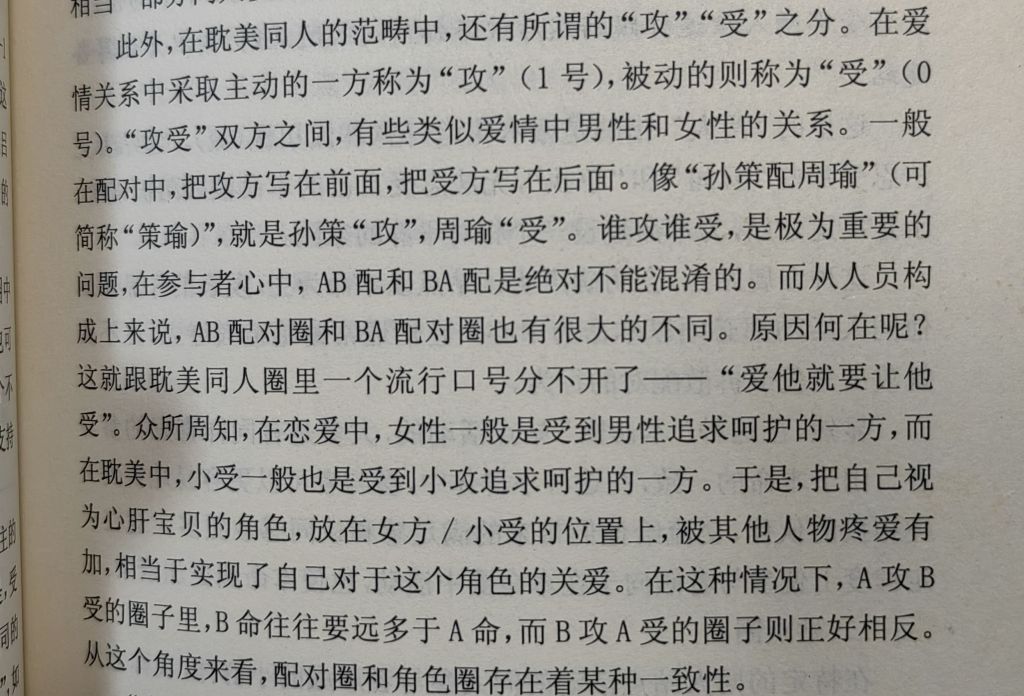 此外,在耽美同人的范畴中,还有所谓的“攻”“受”之分。在爱
情关系中采取主动的一方称为“攻”(1号),被动的则称为“受”(0
号)。“攻受”双方之间,有些类似爱情中男性和女性的关系。一般
在配对中,把攻方写在前面,把受方写在后面。像“孙策配周瑜”(可
简称“策瑜)”,就是孙策“攻”,周瑜“受”。谁攻谁受,是极为重要的
问题,在参与者心中,AB配和BA配是绝对不能混淆的。而从人员构
成上来说,AB配对圈和BA配对圈也有很大的不同。原因何在呢?
这就跟耽美同人圈里一个流行口号分不开了——“爱他就要让他
受”。众所周知,在恋爱中,女性一般是受到男性追求呵护的一方,而
在耽美中,小受一般也是受到小攻追求呵护的一方。于是,把自己视
为心肝宝贝的角色,放在女方/小受的位置上,被其他人物疼爱有
加,相当于实现了自己对于这个角色的关爱。在这种情况下,A攻B
受的圈子里,B命往往要远多于A命,而B攻A受的圈子则正好相反。
从这个角度来看,配对圈和角色圈存在着某种一致性。